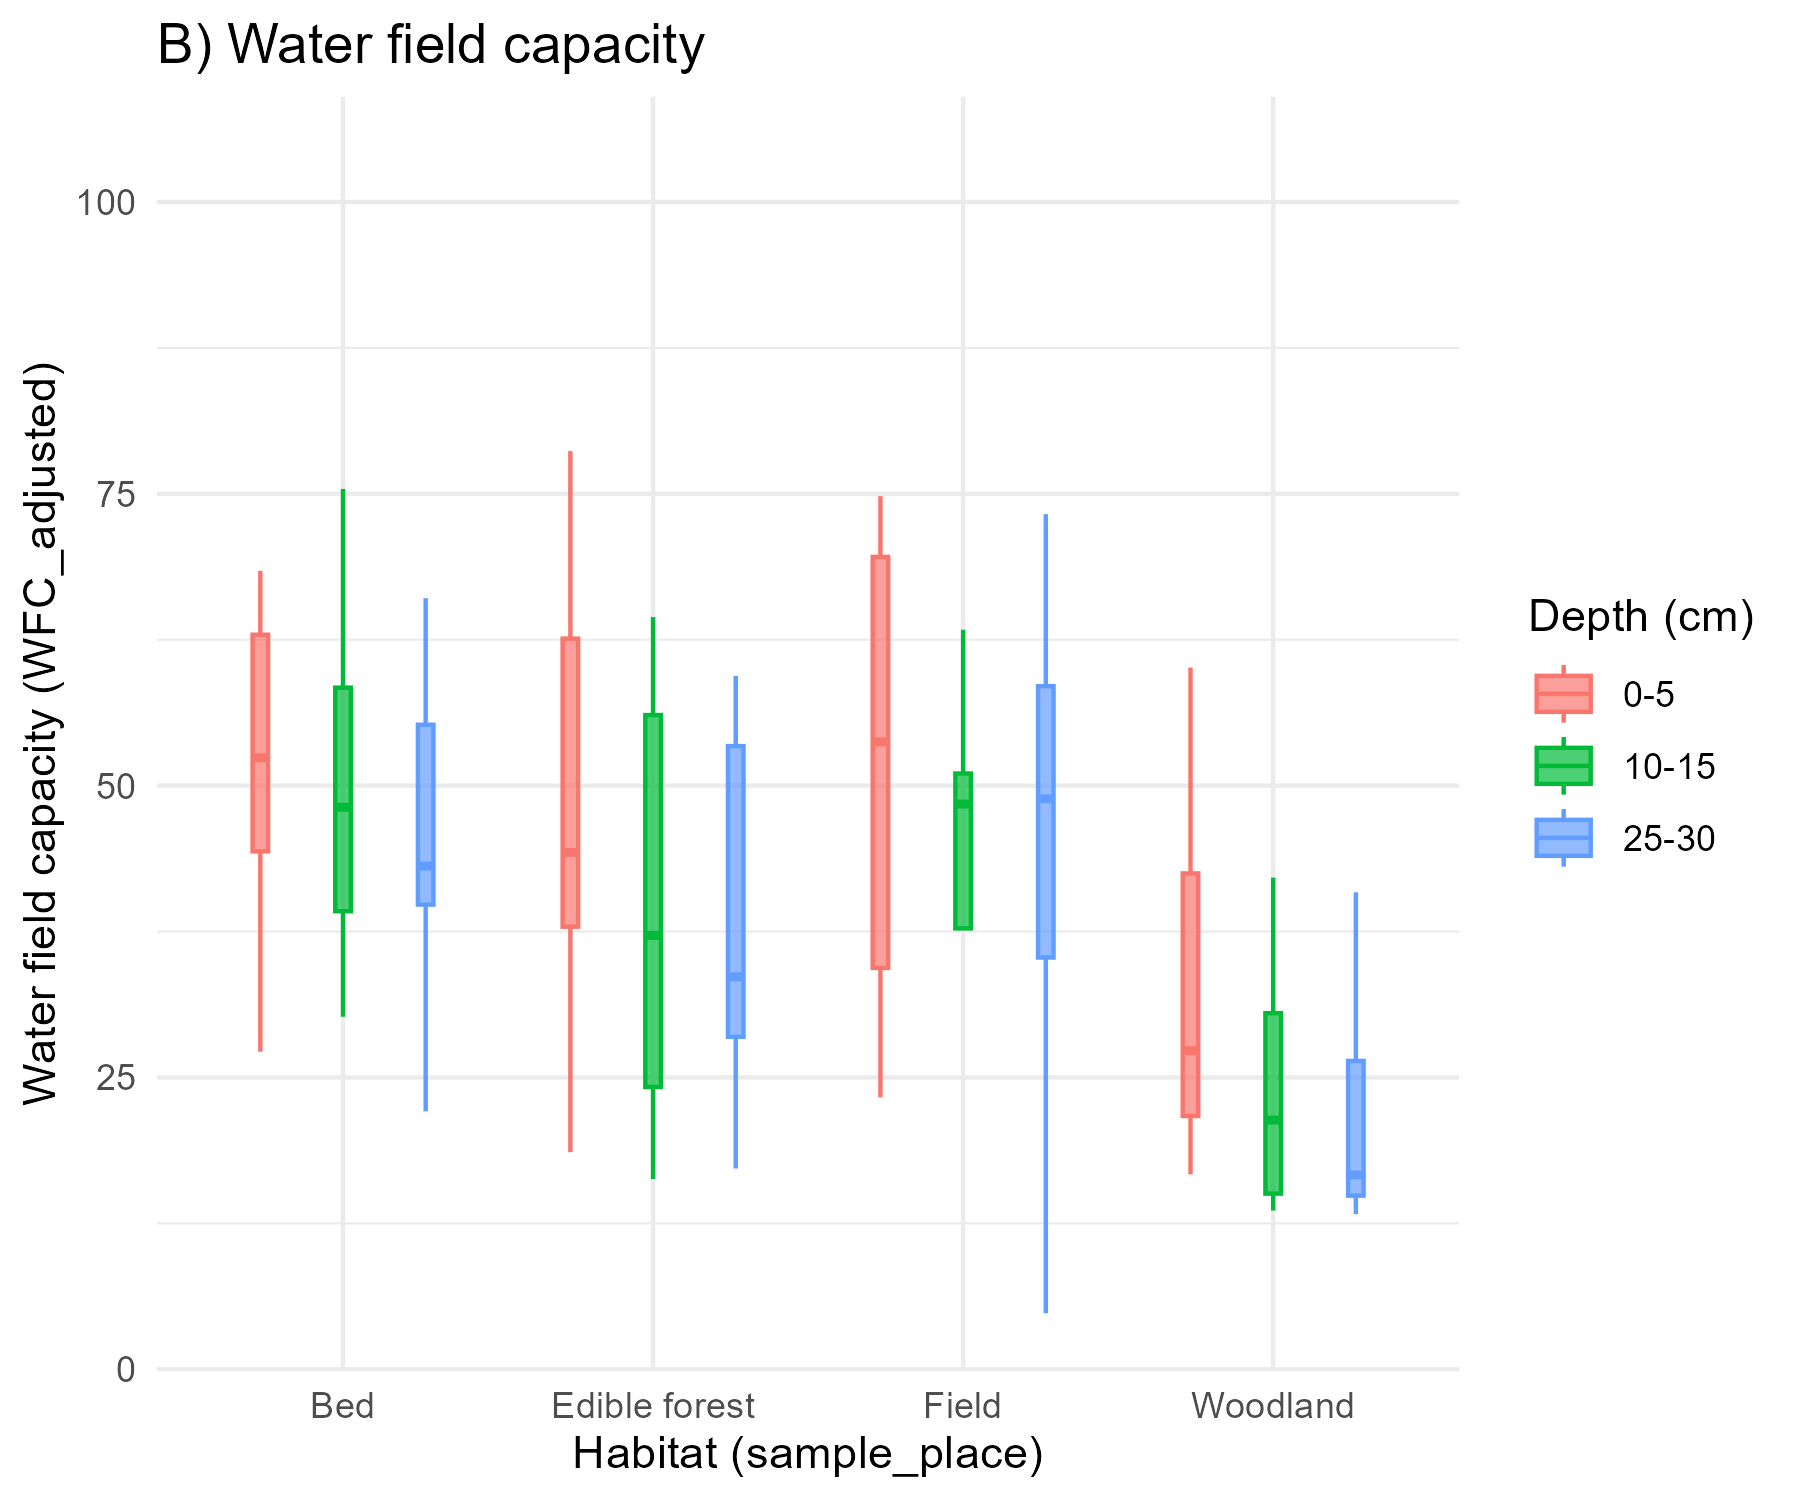 B) Water field capacity
Water field capacity (WFC_adjusted)
100
75
50
25
0
Bed
Edible forest
Field
Woodland
Habitat (sample_place)
Depth (cm)
0-5
10-15
25-30